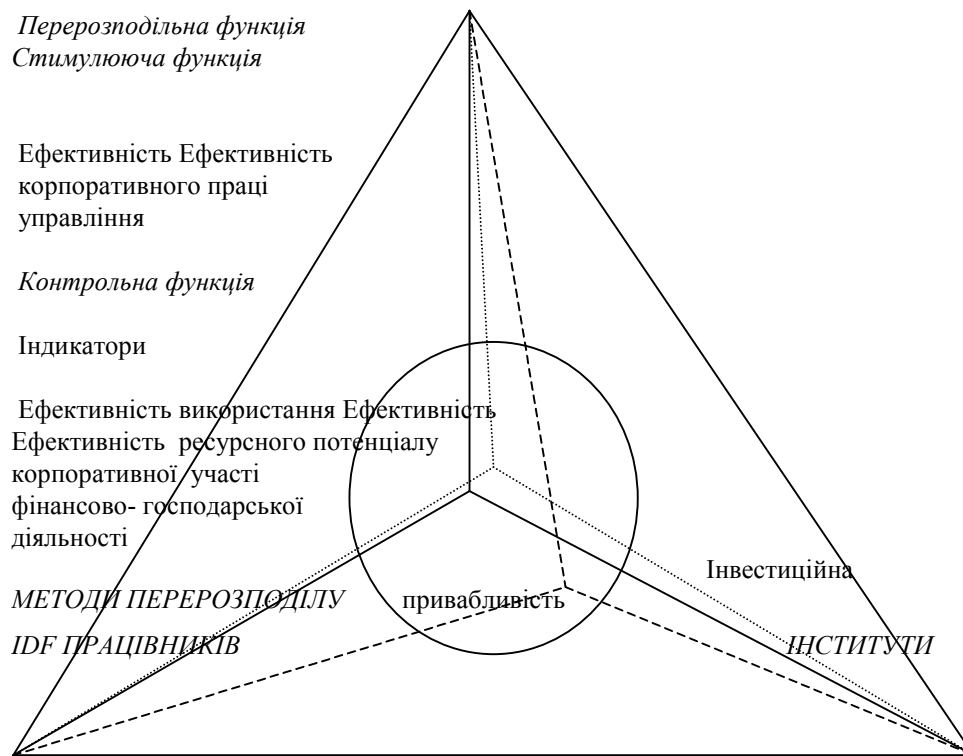 Перерозподільна функція
Стимулююча функція
Ефективність Ефективність
корпоративного праці
управління
Контрольна функція
Індикатори
Ефективність використання Ефективність
Ефективність ресурсного потенціалу
корпоративної участі
фінансово- господарської
діяльності
Інвестиційна
МЕТОДИ ПЕРЕРОЗПОДІЛУ привабливість
IDF ПРАЦІВНИКІВ ІНСТИТУТИ